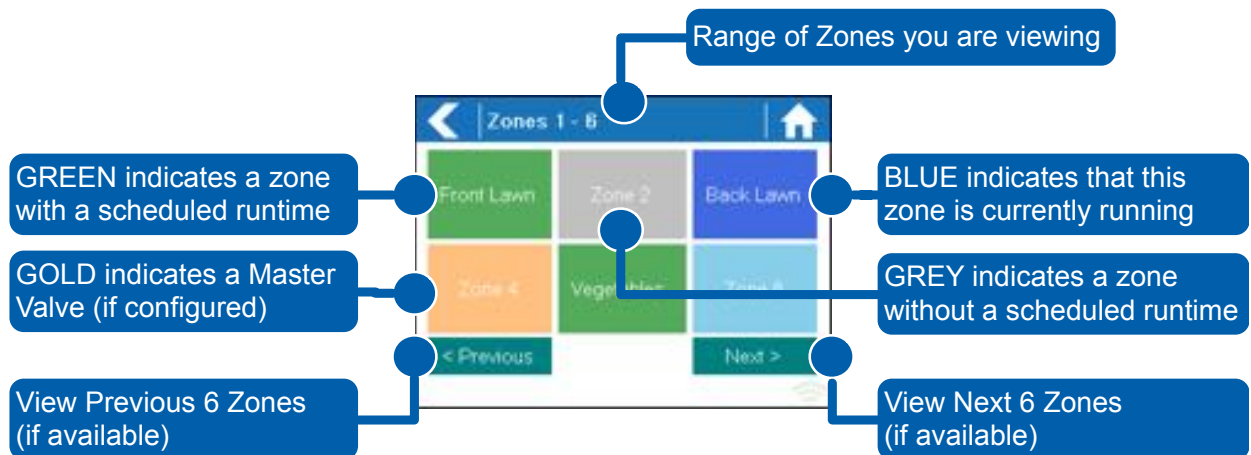 Range of Zones you are viewing
Zones 1 - 6
GREEN indicates a zone
with a scheduled runtime
Front Lawn
Zone 2
Back Lawn
BLUE indicates that this
zone is currently running
GOLD indicates a Master
Valve (if configured)
Zone 4
Vegetables
Zone 6
GREY indicates a zone
without a scheduled runtime
< Previous
Next >
View Previous 6 Zones
(if available)
View Next 6 Zones
(if available)